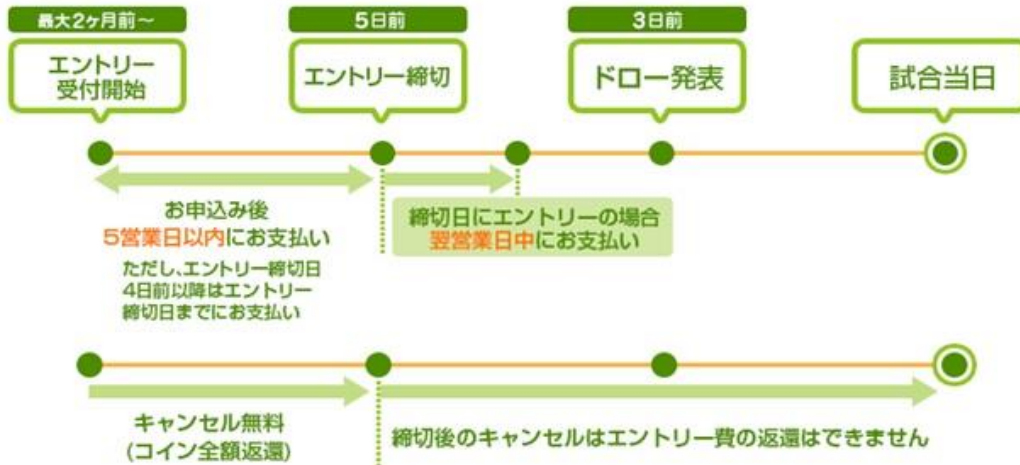 最大2ヶ月前～
5日前
3日前
エントリー
受付開始
エントリー締切
ドロー発表
試合当日
お申込み後
5営業日以内にお支払い
ただし、エントリー締切日
4日前以降はエントリー
締切日までにお支払い
締切日にエントリーの場合
翌営業日中にお支払い
キャンセル無料
(コイン全額返還)
締切後のキャンセルはエントリー費の返還はできません